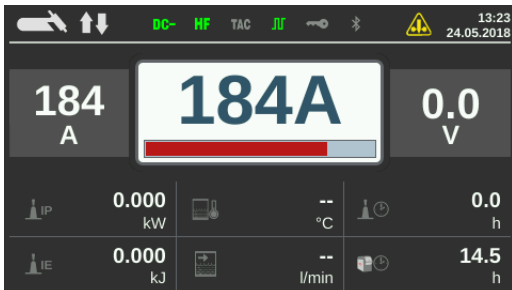 DC- HF TAC 13:23
24.05.2018
184
A
184A
0.0
V
IP 0.000
kW
--
°C
0.0
h
IE 0.000
kJ
--
l/min
14.5
h